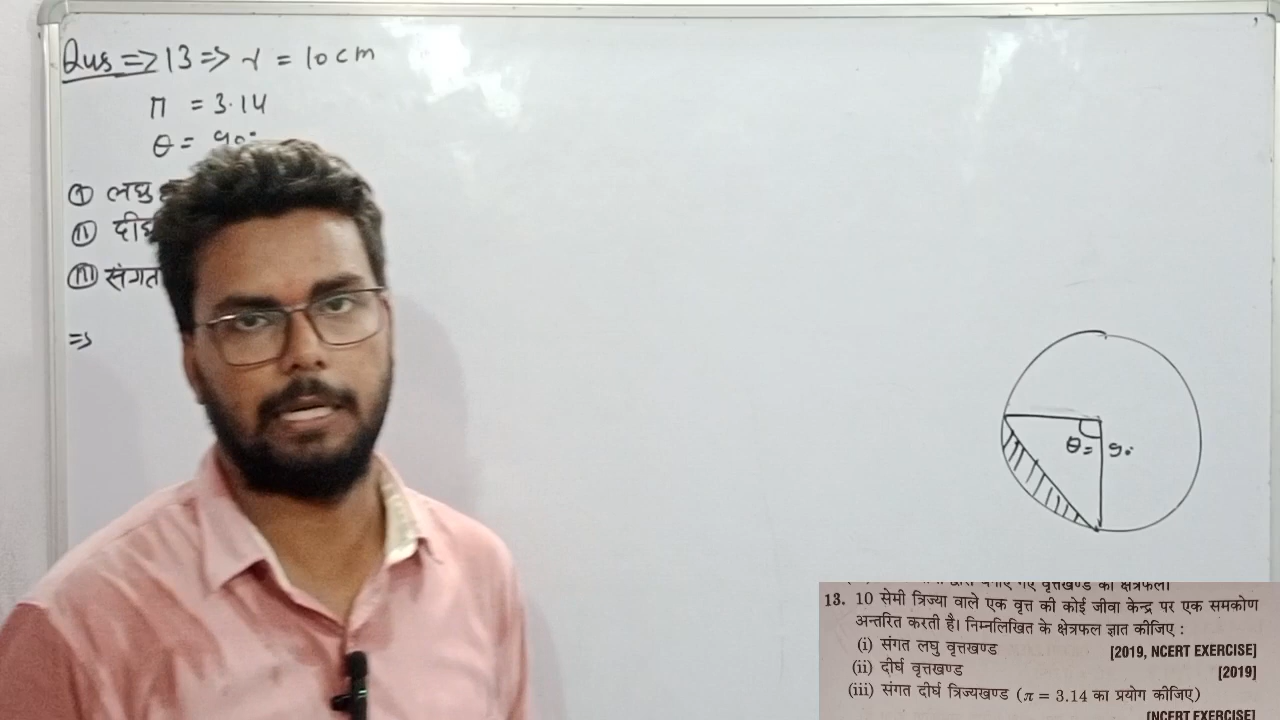 Qus => 13 => r = 10 cm
π = 3.14
θ = 90°
(i) लघु
(ii) दीर्घ
(iii) संगत
=>
θ = 90
13. 10 सेमी त्रिज्या वाले एक वृत्त की कोई जीवा केन्द्र पर एक समकोण
अन्तरित करती है। निम्नलिखित के क्षेत्रफल ज्ञात कीजिए :
(i) संगत लघु वृत्तखण्ड [2019, NCERT EXERCISE]
(ii) दीर्घ वृत्तखण्ड [2019]
(iii) संगत दीर्घ त्रिज्यखण्ड (π = 3.14 का प्रयोग कीजिए)
[NCERT EXERCISE]